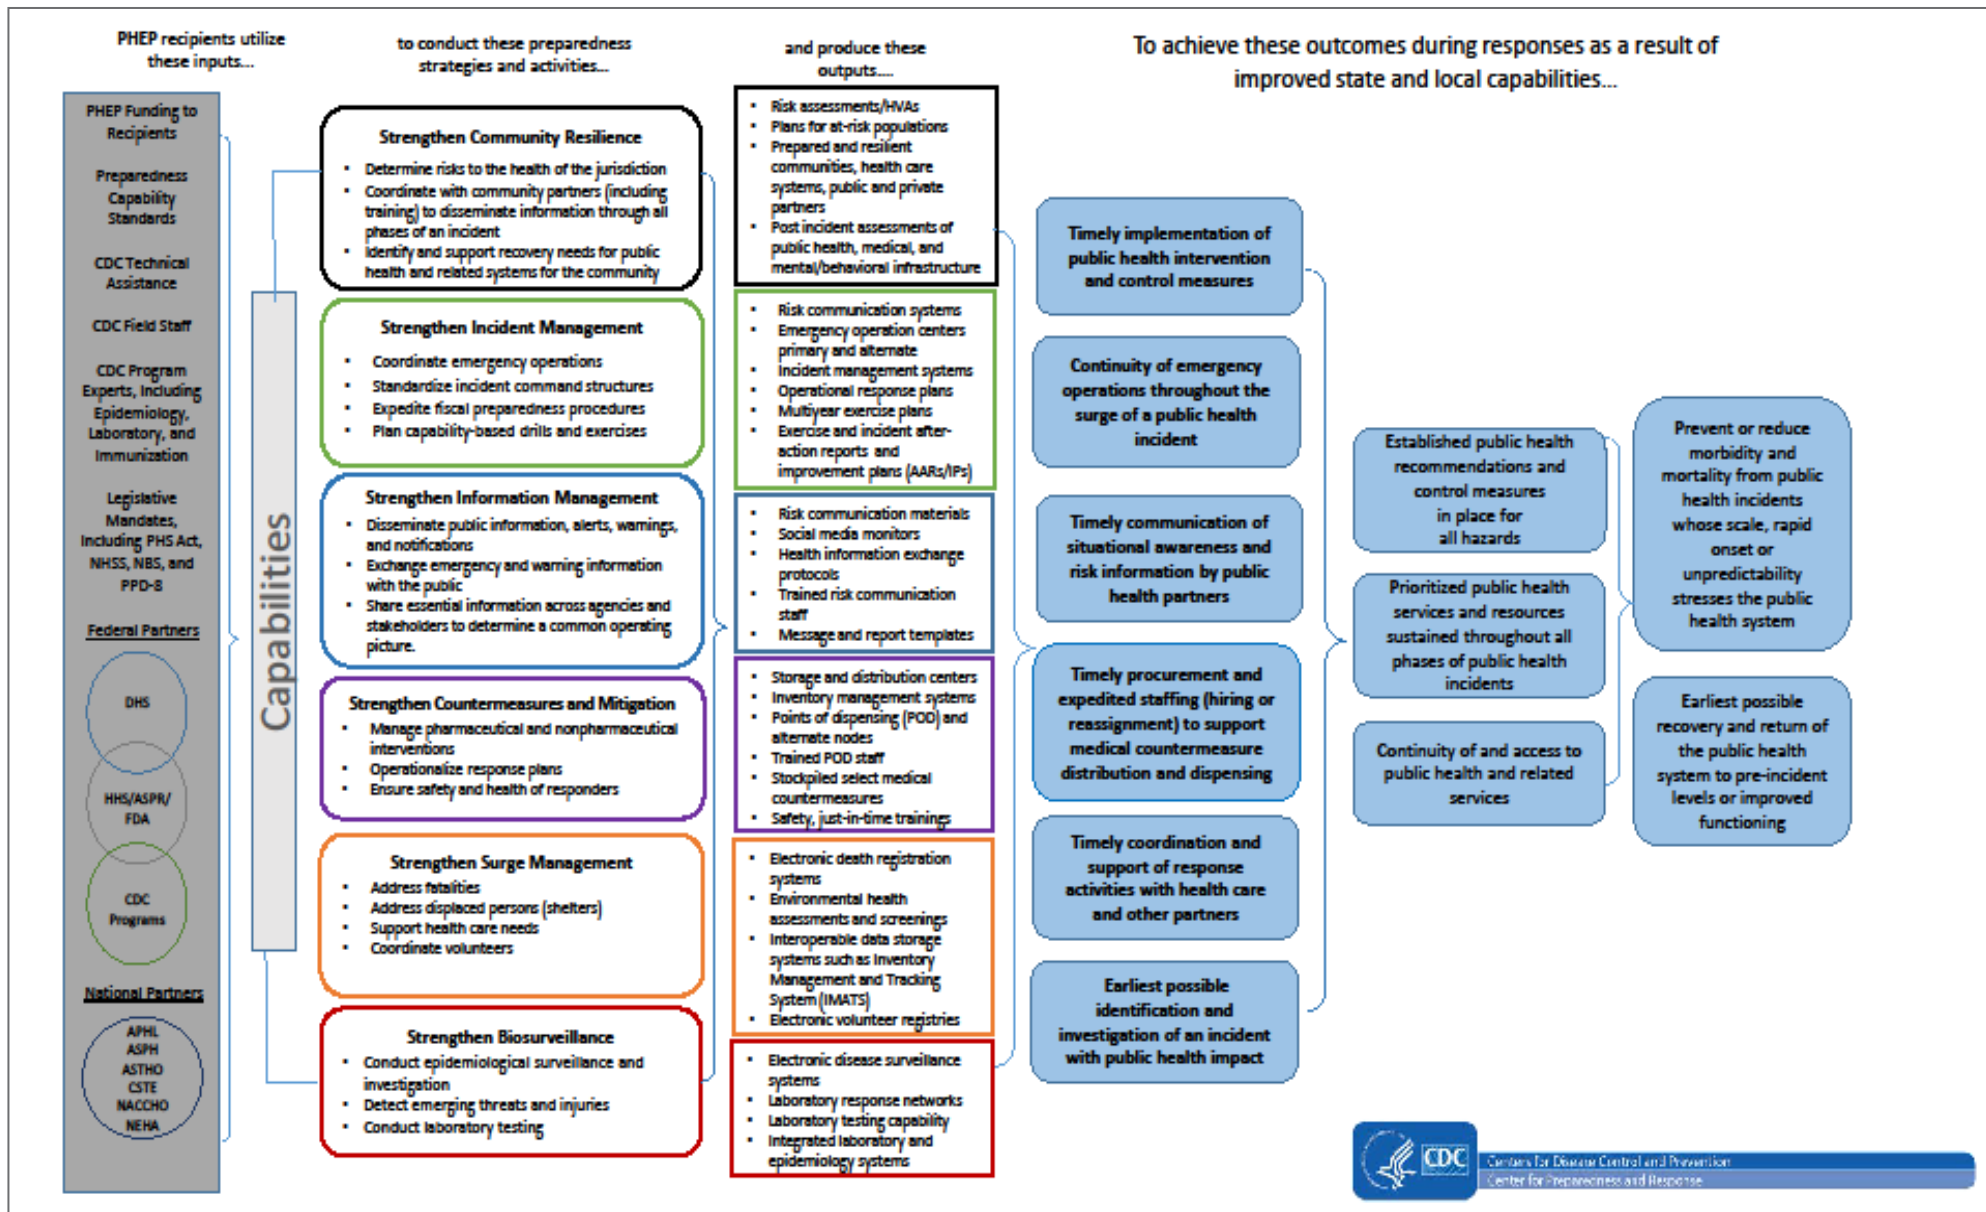 PHEP recipients utilize
these inputs...
to conduct these preparedness
strategies and activities...
and produce these
outputs....
To achieve these outcomes during responses as a result of
improved state and local capabilities...
PHEP Funding to
Recipients
Preparedness
Capability
Standards
CDC Technical
Assistance
CDC Field Staff
CDC Program
Experts, Including
Epidemiology,
Laboratory, and
Immunization
Legislative
Mandates,
Including PHS Act,
NHSS, NBS, and
PPD-8
Federal Partners
DHS
HHS/ASPR/
FDA
CDC
Programs
National Partners
APHL
ASPH
ASTHO
CSTE
NACCHO
NEHA
Capabilities
Strengthen Community Resilience
• Determine risks to the health of the jurisdiction
• Coordinate with community partners (including
training) to disseminate information through all
phases of an incident
• Identify and support recovery needs for public
health and related systems for the community
Strengthen Incident Management
• Coordinate emergency operations
• Standardize incident command structures
• Expedite fiscal preparedness procedures
• Plan capability-based drills and exercises
Strengthen Information Management
• Disseminate public information, alerts, warnings,
and notifications
• Exchange emergency and warning information
with the public
• Share essential information across agencies and
stakeholders to determine a common operating
picture.
Strengthen Countermeasures and Mitigation
• Manage pharmaceutical and nonpharmaceutical
interventions
• Operationalize response plans
• Ensure safety and health of responders
Strengthen Surge Management
• Address fatalities
• Address displaced persons (shelters)
• Support health care needs
• Coordinate volunteers
Strengthen Biosurveillance
• Conduct epidemiological surveillance and
investigation
• Detect emerging threats and injuries
• Conduct laboratory testing
• Risk assessments/HVAs
• Plans for at-risk populations
• Prepared and resilient
communities, health care
systems, public and private
partners
• Post incident assessments of
public health, medical, and
mental/behavioral infrastructure
• Risk communication systems
• Emergency operation centers
primary and alternate
• Incident management systems
• Operational response plans
• Multiyear exercise plans
• Exercise and incident after-
action reports and
improvement plans (AARs/IPs)
• Risk communication materials
• Social media monitors
• Health information exchange
protocols
• Trained risk communication
staff
• Message and report templates
• Storage and distribution centers
• Inventory management systems
• Points of dispensing (POD) and
alternate nodes
• Trained POD staff
• Stockpiled select medical
countermeasures
• Safety, just-in-time trainings
• Electronic death registration
systems
• Environmental health
assessments and screenings
• Interoperable data storage
systems such as Inventory
Management and Tracking
System (IMATS)
• Electronic volunteer registries
• Electronic disease surveillance
systems
• Laboratory response networks
• Laboratory testing capability
• Integrated laboratory and
epidemiology systems
Timely implementation of
public health intervention
and control measures
Continuity of emergency
operations throughout the
surge of a public health
incident
Timely communication of
situational awareness and
risk information by public
health partners
Timely procurement and
expedited staffing (hiring or
reassignment) to support
medical countermeasure
distribution and dispensing
Timely coordination and
support of response
activities with health care
and other partners
Earliest possible
identification and
investigation of an incident
with public health impact
Established public health
recommendations and
control measures
in place for
all hazards
Prioritized public health
services and resources
sustained throughout all
phases of public health
incidents
Continuity of and access to
public health and related
services
Prevent or reduce
morbidity and
mortality from public
health incidents
whose scale, rapid
onset or
unpredictability
stresses the public
health system
Earliest possible
recovery and return of
the public health
system to pre-incident
levels or improved
functioning
CDC
Centers for Disease Control and Prevention
Center for Preparedness and Response